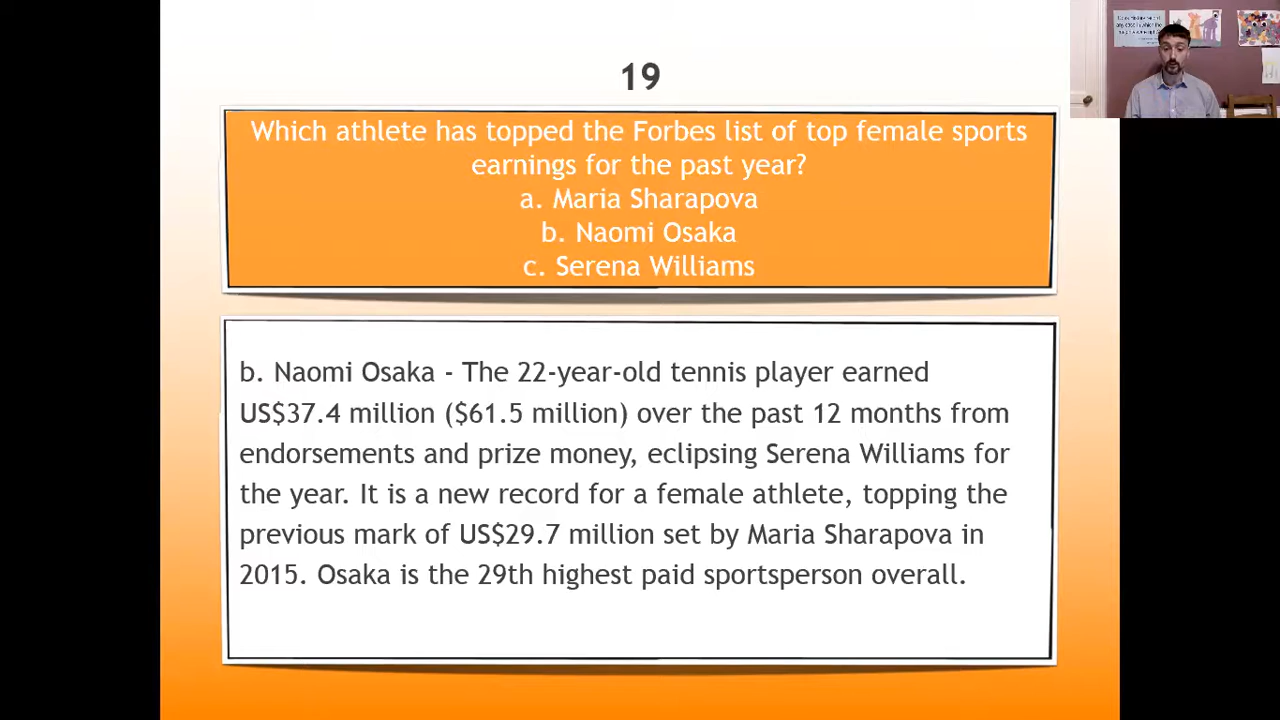 19
Which athlete has topped the Forbes list of top female sports
earnings for the past year?
a. Maria Sharapova
b. Naomi Osaka
c. Serena Williams
b. Naomi Osaka - The 22-year-old tennis player earned
US$37.4 million ($61.5 million) over the past 12 months from
endorsements and prize money, eclipsing Serena Williams for
the year. It is a new record for a female athlete, topping the
previous mark of US$29.7 million set by Maria Sharapova in
2015. Osaka is the 29th highest paid sportsperson overall.